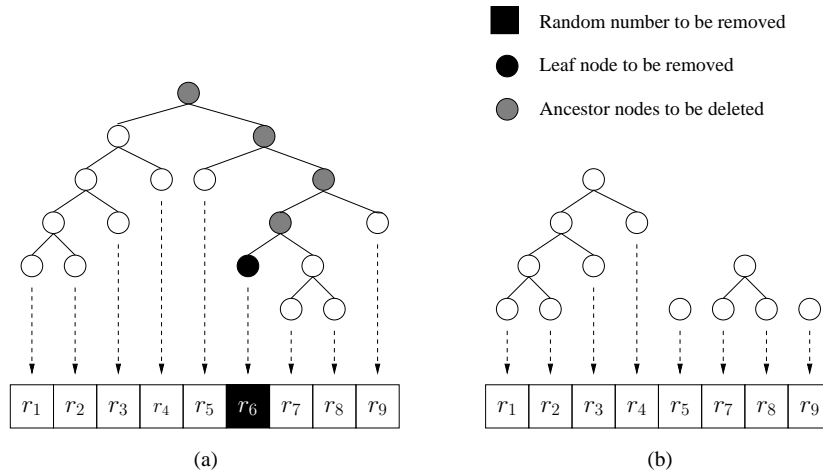 Random number to be removed
Leaf node to be removed
Ancestor nodes to be deleted
r1 r2 r3 r4 r5 r6 r7 r8 r9
r1 r2 r3 r4 r5 r7 r8 r9
(a)
(b)